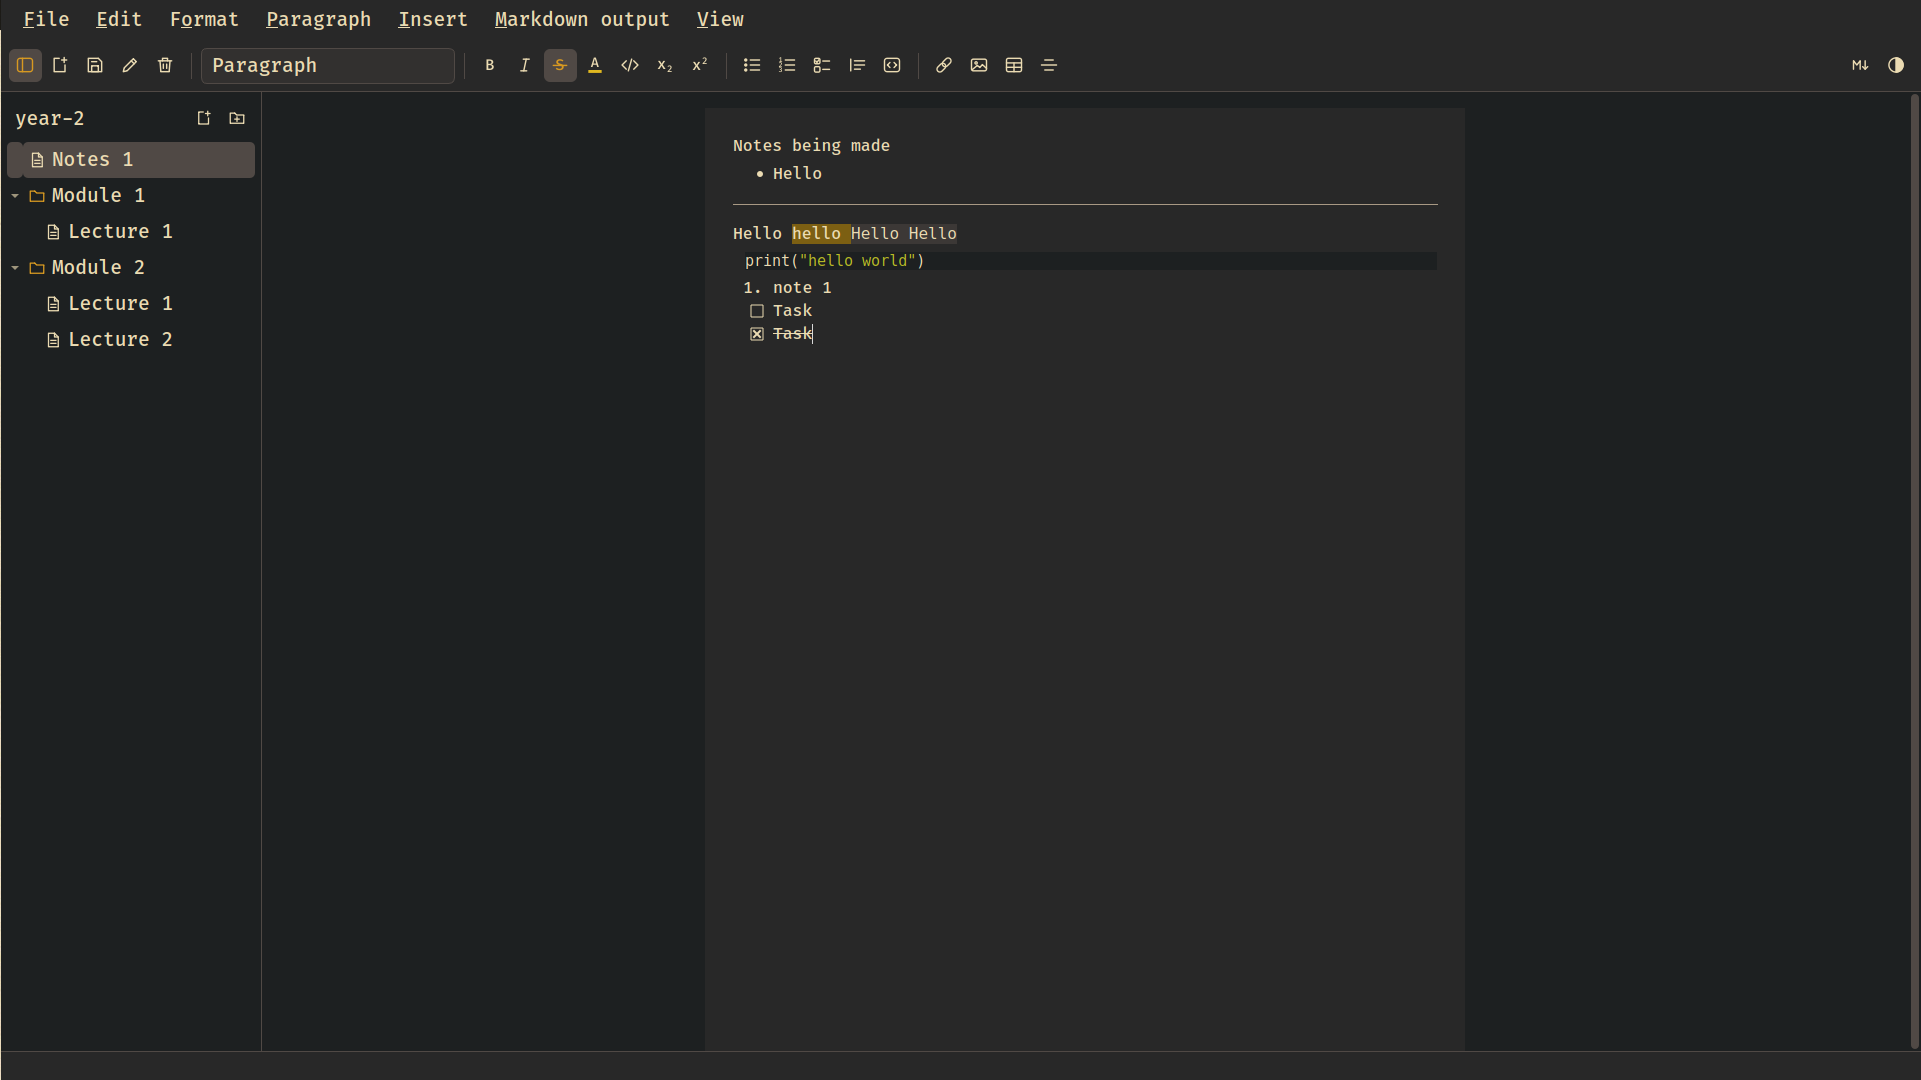 File Edit Format Paragraph Insert Markdown output View
Paragraph B I S A </> x₂ x² M↓
year-2
Notes 1
Module 1
Lecture 1
Module 2
Lecture 1
Lecture 2
Notes being made
• Hello
Hello hello Hello Hello
print("hello world")
1. note 1
☐ Task
☒ Task